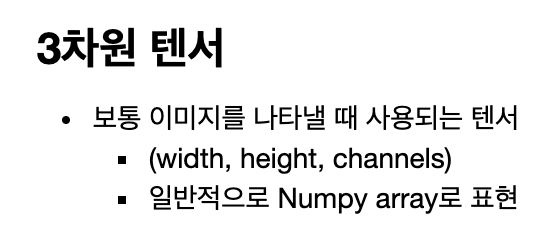 3차원 텐서
보통 이미지를 나타낼 때 사용되는 텐서
(width, height, channels)
일반적으로 Numpy array로 표현